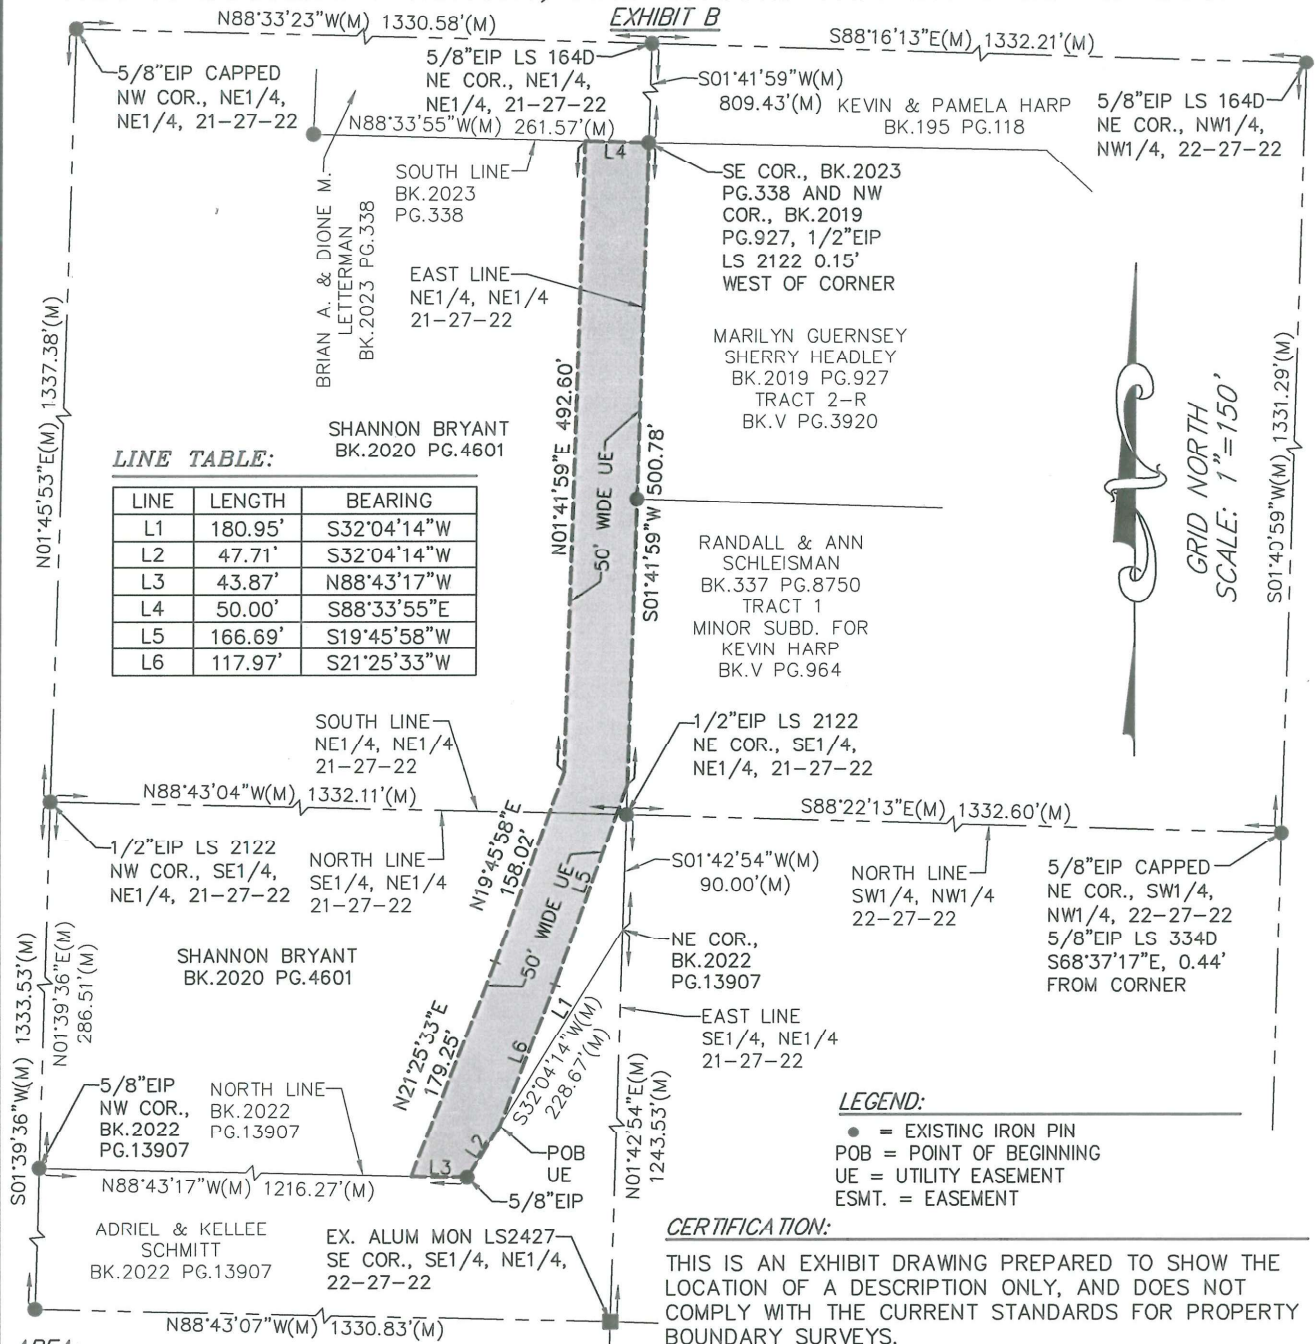 EXHIBIT B
N88°33'23"W(M) 1330.58'(M)
S88°16'13"E(M) 1332.21'(M)
5/8"EIP CAPPED
NW COR., NE1/4,
NE1/4, 21-27-22
5/8"EIP LS 164D
NE COR., NE1/4,
NE1/4, 21-27-22
S01°41'59"W(M)
809.43'(M)
KEVIN & PAMELA HARP
BK.195 PG.118
5/8"EIP LS 164D
NE COR., NW1/4,
NW1/4, 22-27-22
N88°33'55"W(M) 261.57'(M)
L4
SOUTH LINE
BK.2023
PG.338
BRIAN A. & DIONE M.
LETTERMAN
BK.2023 PG.338
SE COR., BK.2023
PG.338 AND NW
COR., BK.2019
PG.927, 1/2"EIP
LS 2122 0.15'
WEST OF CORNER
EAST LINE
NE1/4, NE1/4
21-27-22
MARILYN GUERNSEY
SHERRY HEADLEY
BK.2019 PG.927
TRACT 2-R
BK.V PG.3920
N01°45'53"E(M) 1337.38'(M)
N01°41'59"E 492.60'
50' WIDE UE
S01°41'59"W 500.78'
GRID NORTH
SCALE: 1"=150'
S01°40'59"W(M) 1331.29'(M)
SHANNON BRYANT
BK.2020 PG.4601
LINE TABLE:
LINE LENGTH BEARING
L1 180.95' S32°04'14"W
L2 47.71' S32°04'14"W
L3 43.87' N88°43'17"W
L4 50.00' S88°33'55"E
L5 166.69' S19°45'58"W
L6 117.97' S21°25'33"W
RANDALL & ANN
SCHLEISMAN
BK.337 PG.8750
TRACT 1
MINOR SUBD. FOR
KEVIN HARP
BK.V PG.964
SOUTH LINE
NE1/4, NE1/4
21-27-22
1/2"EIP LS 2122
NE COR., SE1/4,
NE1/4, 21-27-22
N88°43'04"W(M) 1332.11'(M)
S88°22'13"E(M) 1332.60'(M)
1/2"EIP LS 2122
NW COR., SE1/4,
NE1/4, 21-27-22
NORTH LINE
SE1/4, NE1/4
21-27-22
N19°45'58"E
158.02'
50' WIDE UE
L5
S01°42'54"W(M)
90.00'(M)
NORTH LINE
SW1/4, NW1/4
22-27-22
5/8"EIP CAPPED
NE COR., SW1/4,
NW1/4, 22-27-22
5/8"EIP LS 334D
S68°37'17"E, 0.44'
FROM CORNER
SHANNON BRYANT
BK.2020 PG.4601
NE COR.,
BK.2022
PG.13907
S01°39'36"W(M) 1333.53'(M)
N01°39'36"E(M)
286.51'(M)
N21°25'33"E
179.25'
L6
L1
S32°04'14"W(M)
228.67'(M)
EAST LINE
SE1/4, NE1/4
21-27-22
N01°42'54"E(M)
1243.53'(M)
5/8"EIP
NW COR.,
BK.2022
PG.13907
NORTH LINE
BK.2022
PG.13907
L2
L3
POB
UE
5/8"EIP
N88°43'17"W(M) 1216.27'(M)
LEGEND:
● = EXISTING IRON PIN
POB = POINT OF BEGINNING
UE = UTILITY EASEMENT
ESMT. = EASEMENT
ADRIEL & KELLEE
SCHMITT
BK.2022 PG.13907
EX. ALUM MON LS2427
SE COR., SE1/4, NE1/4,
22-27-22
N88°43'07"W(M) 1330.83'(M)
CERTIFICATION:
THIS IS AN EXHIBIT DRAWING PREPARED TO SHOW THE
LOCATION OF A DESCRIPTION ONLY, AND DOES NOT
COMPLY WITH THE CURRENT STANDARDS FOR PROPERTY
BOUNDARY SURVEYS.